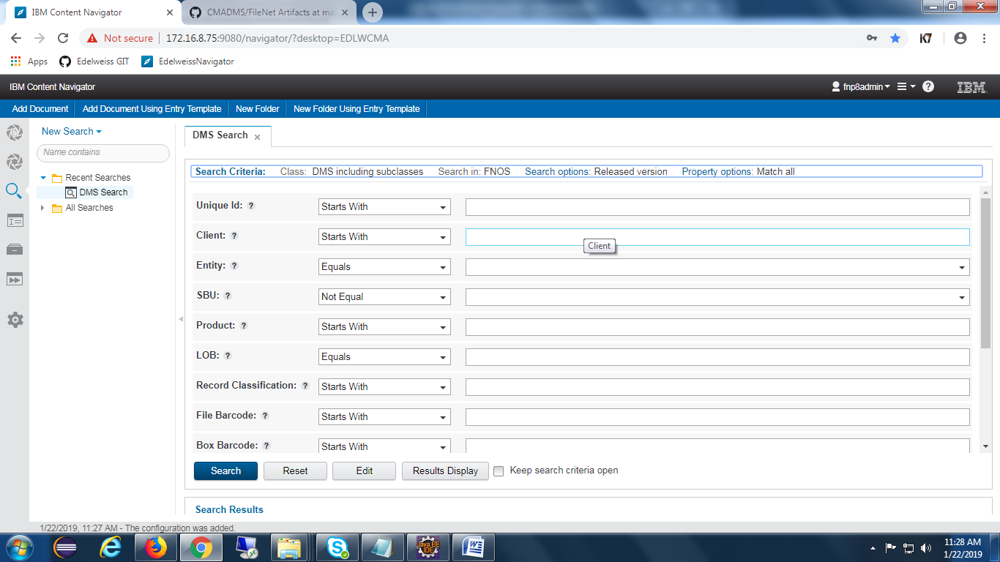 IBM Content Navigator
CMADMS/FileNet Artifacts at ma
Not secure
172.16.8.75:9080/navigator/?desktop=EDLWCMA
K7
Apps
Edelweiss GIT
EdelweissNavigator
IBM Content Navigator
fnp8admin
?
IBM
Add Document
Add Document Using Entry Template
New Folder
New Folder Using Entry Template
New Search
DMS Search
Name contains
Search Criteria: Class: DMS including subclasses Search in: FNOS Search options: Released version Property options: Match all
Recent Searches
DMS Search
All Searches
Unique Id: ? Starts With
Client: ? Starts With
Client
Entity: ? Equals
SBU: ? Not Equal
Product: ? Starts With
LOB: ? Equals
Record Classification: ? Starts With
File Barcode: ? Starts With
Box Barcode: ? Starts With
Search
Reset
Edit
Results Display
Keep search criteria open
Search Results
1/22/2019, 11:27 AM - The configuration was added.
Java EE
IDE
11:28 AM
1/22/2019